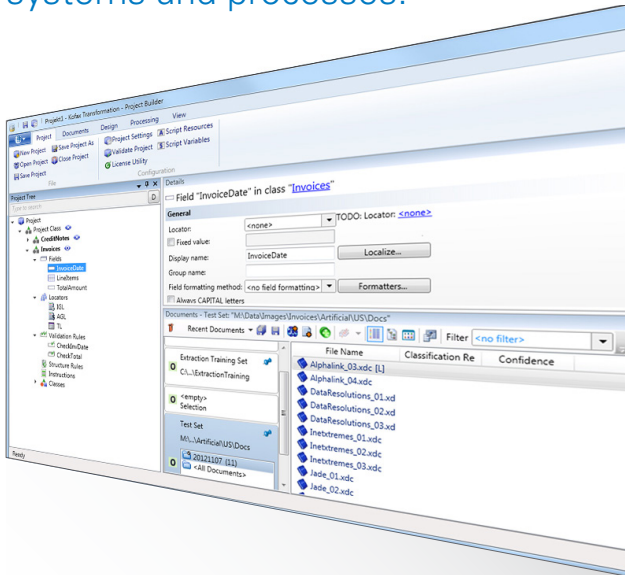 systems and processes.
Projekt1 - Kofax Transformation - Project Builder
Project Documents Design Processing View
New Project Save Project As Project Settings Script Resources
Open Project Close Project Validate Project Script Variables
Save Project License Utility
File Configuration
Project Tree
Type to search
D
Project
Project Class
CreditNotes
Invoices
Fields
InvoiceDate
LineItems
TotalAmount
Locators
IGL
AGL
TL
Validation Rules
CheckInvDate
CheckTotal
Structure Rules
Instructions
Classes
Ready
Details
Field "InvoiceDate" in class "Invoices"
General
Locator: <none> TODO: Locator: <none>
Fixed value:
Display name: InvoiceDate Localize...
Group name:
Field formatting method: <no field formatting> Formatters...
Always CAPITAL letters
Documents - Test Set: "M:\Data\Images\Invoices\Artificial\US\Docs"
Recent Documents Filter <no filter>
Extraction Training Set
C:\...\ExtractionTraining
<empty>
Selection
Test Set
M:\...\Artificial\US\Docs
20121107 (11)
<All Documents>
File Name Classification Re Confidence
Alphalink_03.xdc [L]
Alphalink_04.xdc
DataResolutions_01.xd
DataResolutions_02.xd
DataResolutions_03.xd
Inetxtremes_01.xdc
Inetxtremes_02.xdc
Inetxtremes_03.xdc
Jade_01.xdc
Jade_02.xdc